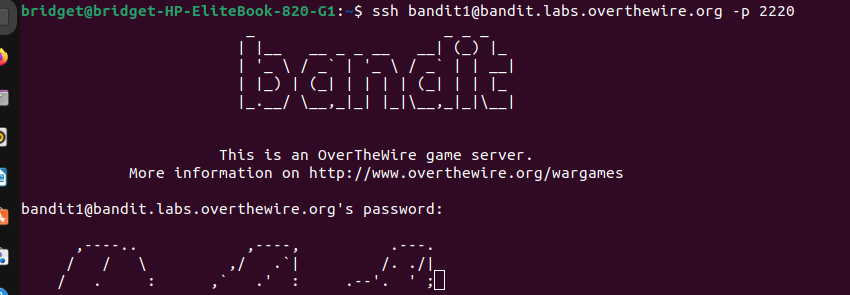 bridget@bridget-HP-EliteBook-820-G1:~$ ssh bandit1@bandit.labs.overthewire.org -p 2220
bandit
This is an OverTheWire game server.
More information on http://www.overthewire.org/wargames
bandit1@bandit.labs.overthewire.org's password: